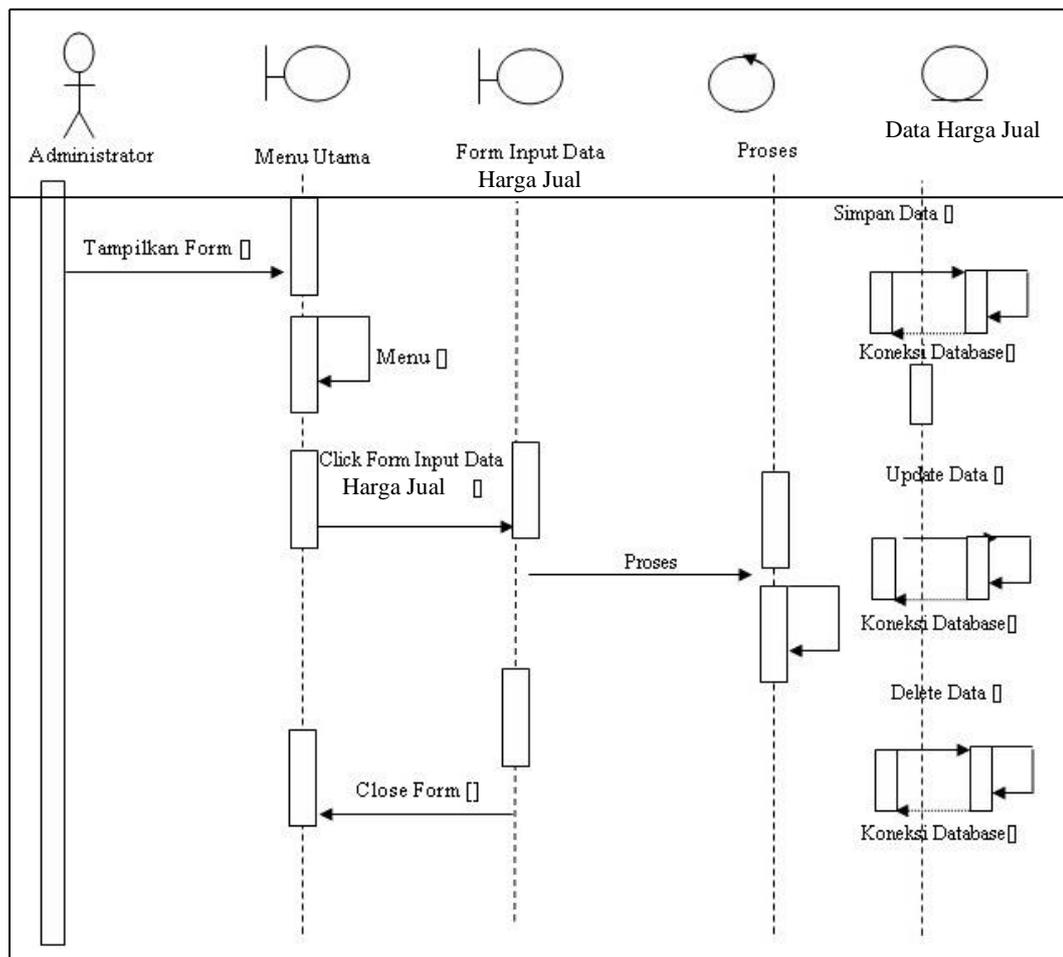 Administrator
Menu Utama
Form Input Data
Harga Jual
Proses
Data Harga Jual
Simpan Data []
Tampilkan Form []
Koneksi Database[]
Menu []
Click Form Input Data
Harga Jual []
Update Data []
Proses
Koneksi Database[]
Delete Data []
Close Form []
Koneksi Database[]